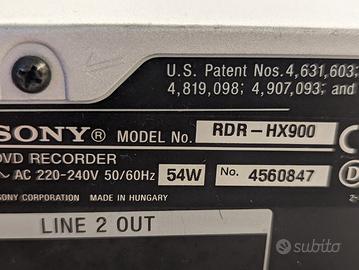 U.S. Patent Nos. 4,631,603;
4,819,098; 4,907,093; and
SONY® MODEL No. RDR-HX900
DVD RECORDER
~ AC 220-240V 50/60Hz 54W No. 4560847
SONY CORPORATION MADE IN HUNGARY
LINE 2 OUT
subito